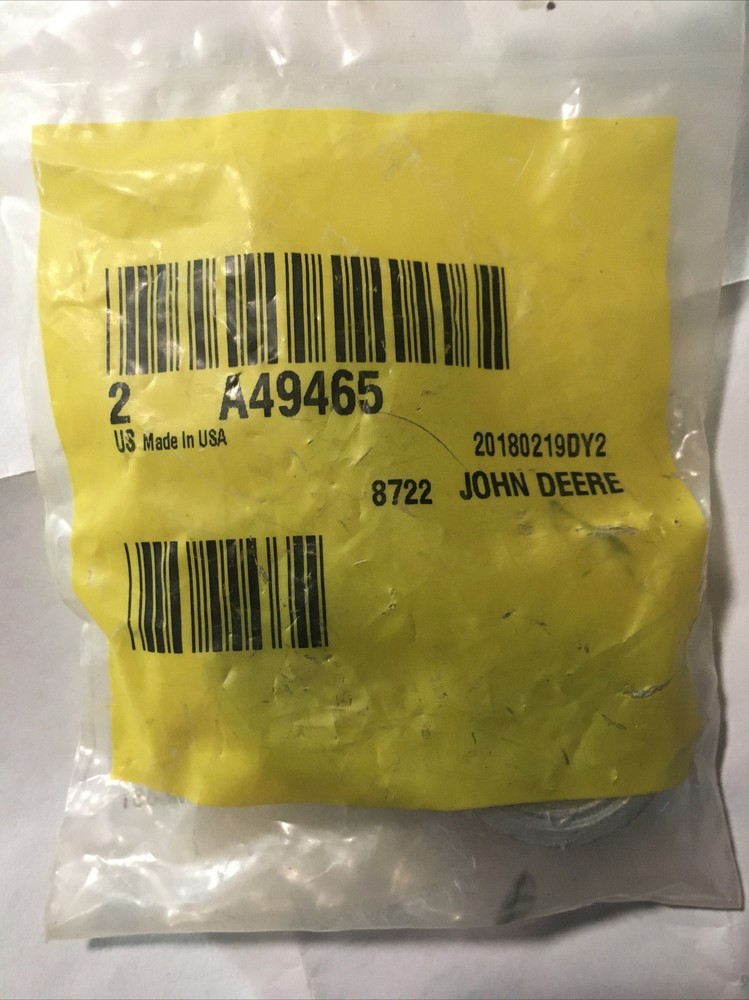 2 A49465
US Made In USA
20180219DY2
8722 JOHN DEERE